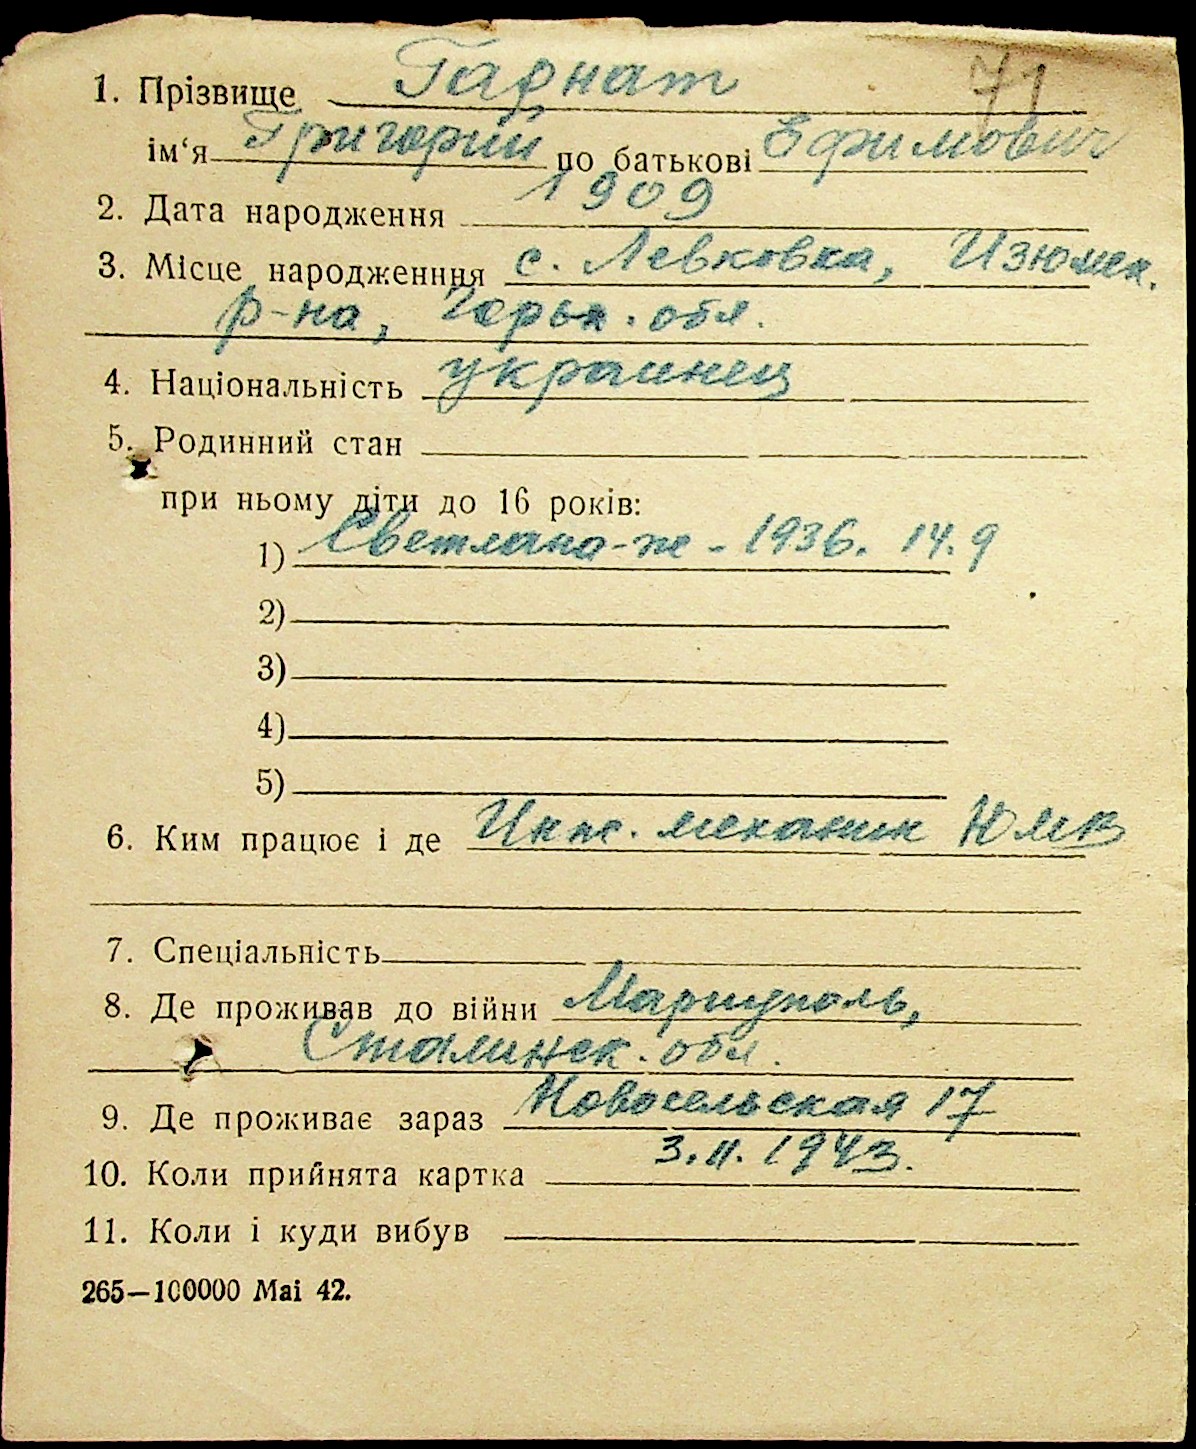 71
1. Прізвище Гарнат
ім‘я Григорий по батькові Ефимович
2. Дата народження 1909
3. Місце народженння с. Левковка, Изюмск.
р-на, Харьк. обл.
4. Національність украинец
5. Родинний стан
при ньому діти до 16 років:
1) Светлана - 1936. 14.9
2)
3)
4)
5)
6. Ким працює і де Инж. механик
7. Спеціальність
8. Де проживав до війни Мариуполь,
Сталинск. обл.
9. Де проживає зараз Новосельская 17
10. Коли прийнята картка 3.II.1943.
11. Коли і куди вибув
265—100000 Mai 42.